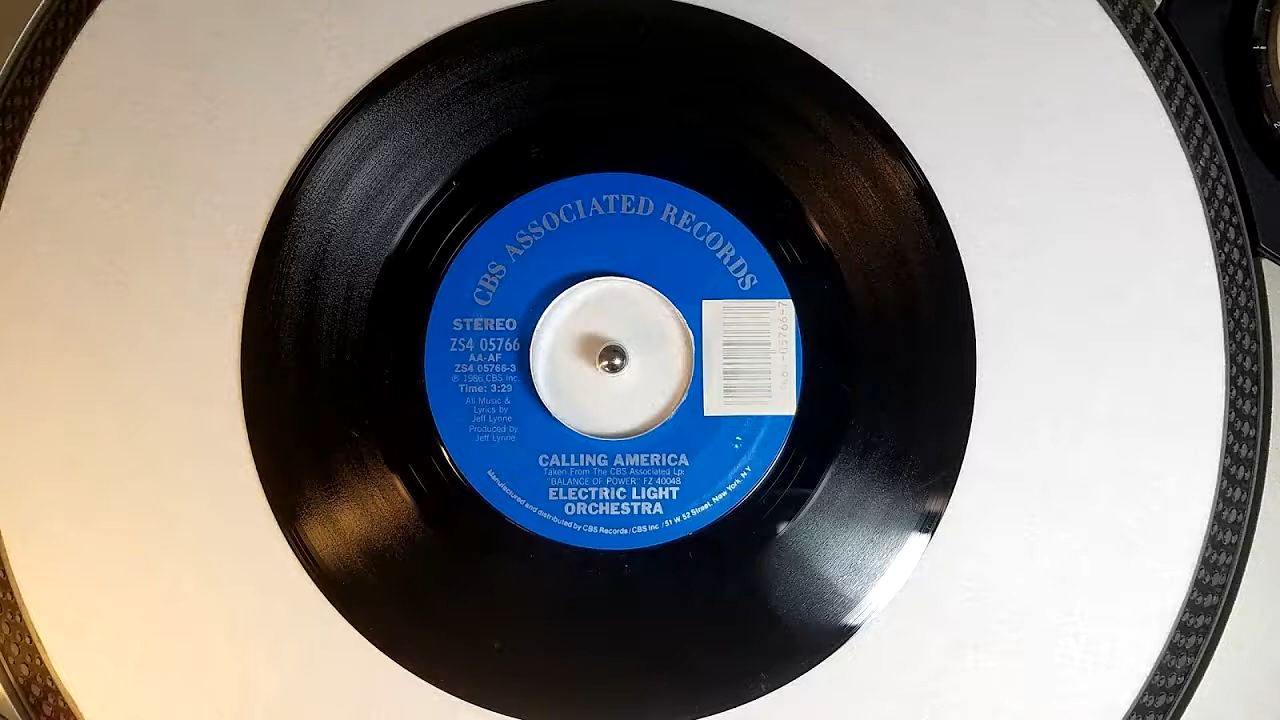 CBS ASSOCIATED RECORDS
STEREO
ZS4 05766
AA-AF
ZS4 05766-3
℗ 1986 CBS Inc.
Time: 3:29
All Music &
Lyrics by
Jeff Lynne
Produced by
Jeff Lynne
CALLING AMERICA
Taken From The CBS Associated Lp:
"BALANCE OF POWER" FZ 40048
ELECTRIC LIGHT
ORCHESTRA
Manufactured and distributed by CBS Records/CBS Inc./51 W 52 Street, New York, N.Y.